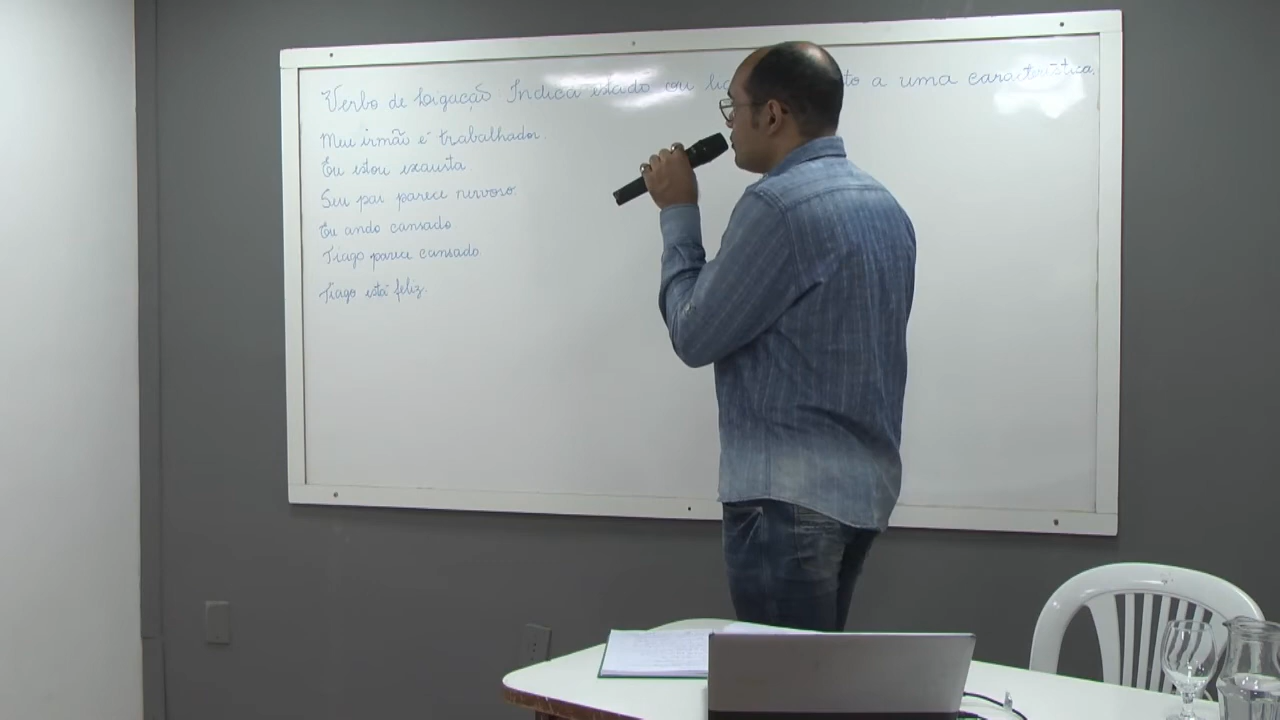 Verbo de Ligação Indica estado ou a uma característica.
Meu irmão é trabalhador.
Eu estou exausta
Seu pai parece nervoso.
Eu ando cansado
Tiago parece cansado
Tiago está feliz.